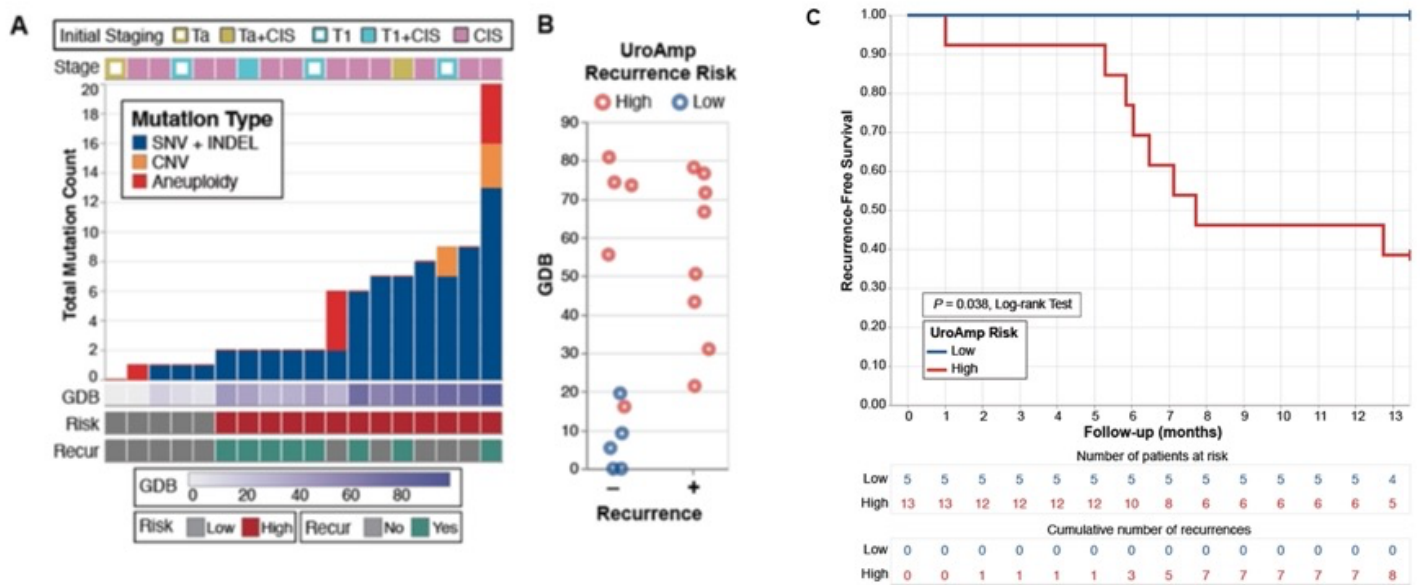 A
Initial Staging Ta Ta+CIS T1 T1+CIS CIS
Stage
Total Mutation Count
20
18
16
14
12
10
8
6
4
2
0
Mutation Type
SNV + INDEL
CNV
Aneuploidy
GDB
Risk
Recur
GDB
0 20 40 60 80
Risk Low High
Recur No Yes
B
UroAmp
Recurrence Risk
High Low
GDB
90
80
70
60
50
40
30
20
10
0
− +
Recurrence
C
Recurrence-Free Survival
1.00
0.90
0.80
0.70
0.60
0.50
0.40
0.30
0.20
0.10
0.00
P = 0.038, Log-rank Test
UroAmp Risk
Low
High
0 1 2 3 4 5 6 7 8 9 10 11 12 13
Follow-up (months)
Number of patients at risk
Low 5 5 5 5 5 5 5 5 5 5 5 5 5 4
High 13 13 12 12 12 12 10 8 6 6 6 6 6 5
Cumulative number of recurrences
Low 0 0 0 0 0 0 0 0 0 0 0 0 0 0
High 0 0 1 1 1 1 3 5 7 7 7 7 7 8